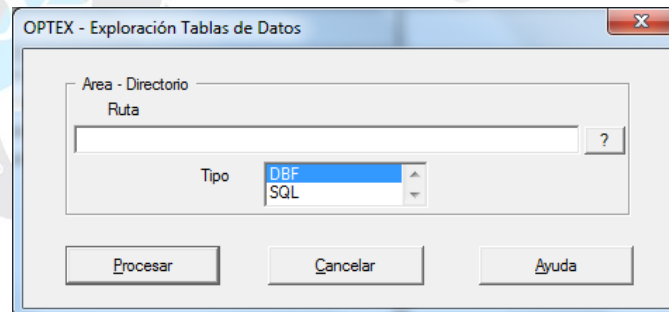 OPTEX - Exploración Tablas de Datos
Area - Directorio
Ruta
?
Tipo
DBF
SQL
Procesar
Cancelar
Ayuda